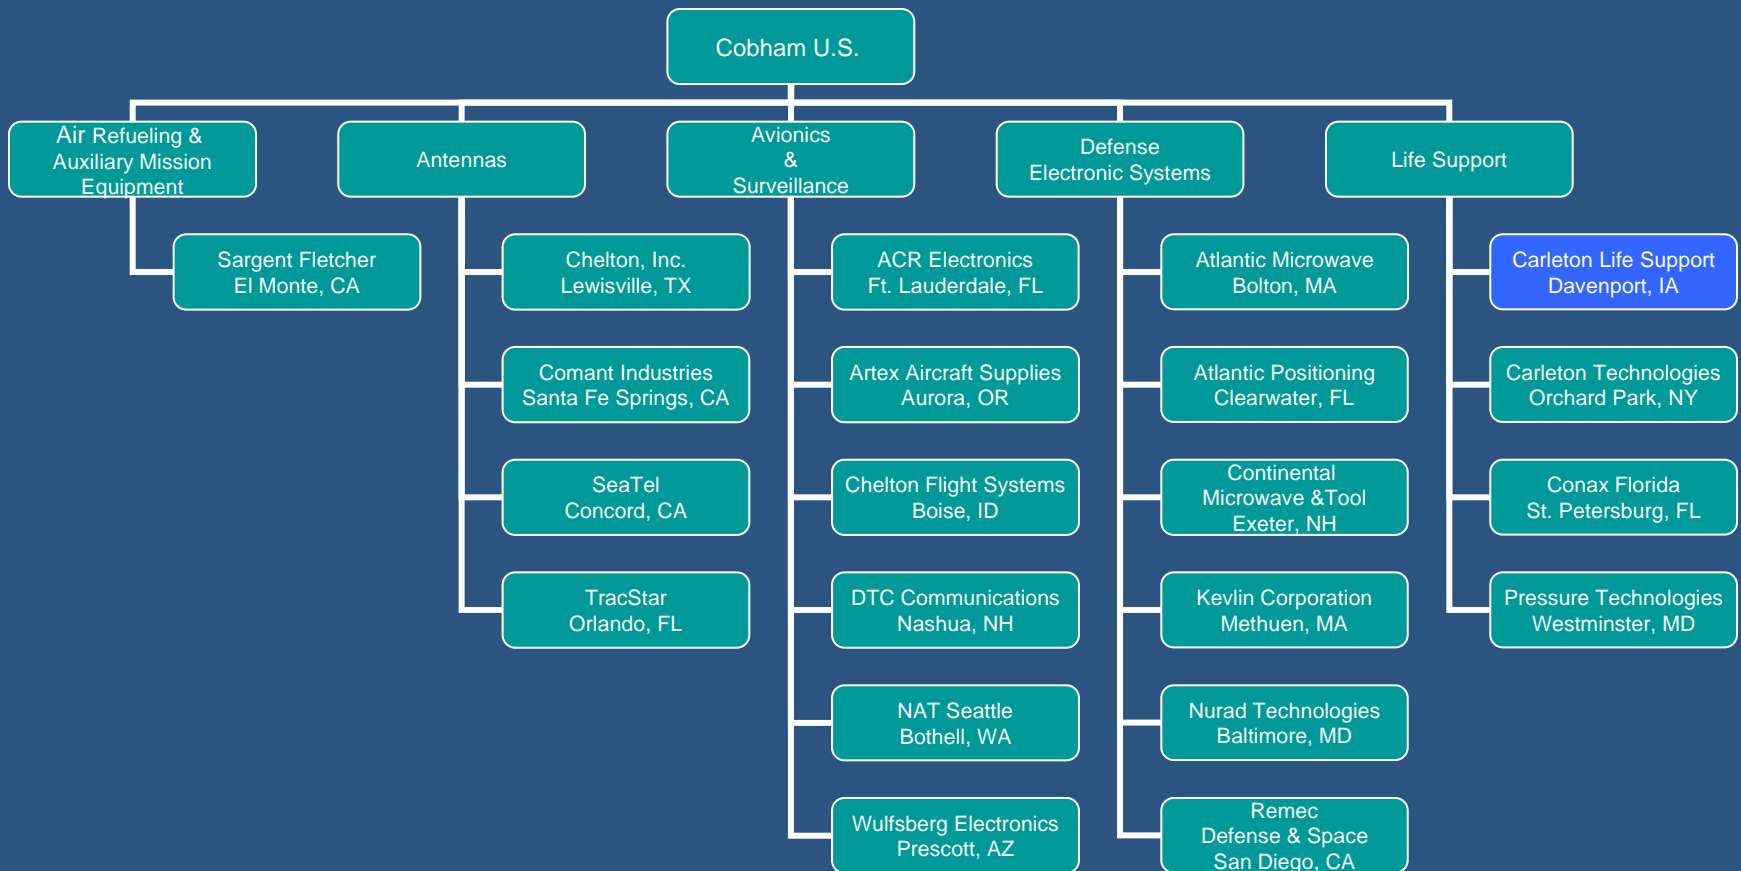 Cobham U.S.
Air Refueling &
Auxiliary Mission
Equipment
Antennas
Avionics
&
Surveillance
Defense
Electronic Systems
Life Support
Sargent Fletcher
El Monte, CA
Chelton, Inc.
Lewisville, TX
Comant Industries
Santa Fe Springs, CA
SeaTel
Concord, CA
TracStar
Orlando, FL
ACR Electronics
Ft. Lauderdale, FL
Artex Aircraft Supplies
Aurora, OR
Chelton Flight Systems
Boise, ID
DTC Communications
Nashua, NH
NAT Seattle
Bothell, WA
Wulfsberg Electronics
Prescott, AZ
Atlantic Microwave
Bolton, MA
Atlantic Positioning
Clearwater, FL
Continental
Microwave &Tool
Exeter, NH
Kevlin Corporation
Methuen, MA
Nurad Technologies
Baltimore, MD
Remec
Defense & Space
San Diego, CA
Carleton Life Support
Davenport, IA
Carleton Technologies
Orchard Park, NY
Conax Florida
St. Petersburg, FL
Pressure Technologies
Westminster, MD